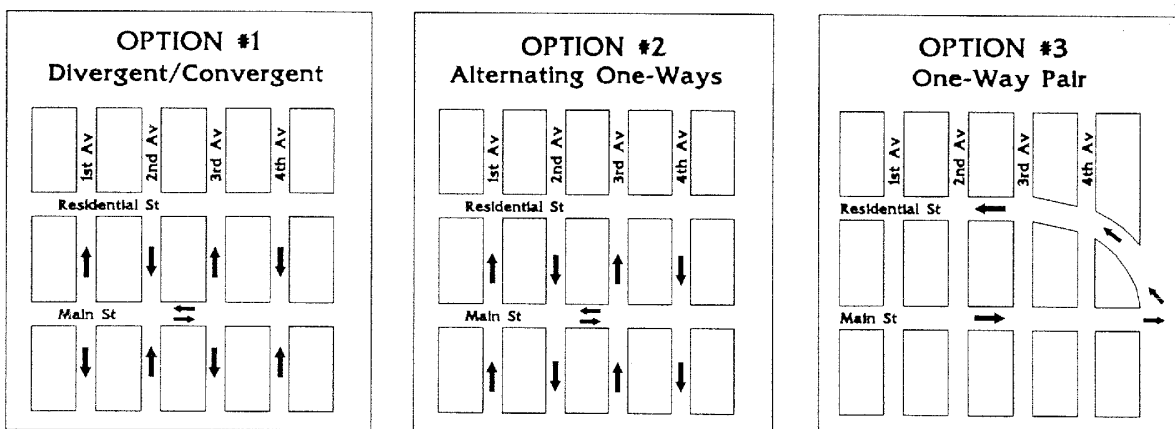 OPTION #1
Divergent/Convergent
1st Av
2nd Av
3rd Av
4th Av
Residential St
Main St
OPTION #2
Alternating One-Ways
1st Av
2nd Av
3rd Av
4th Av
Residential St
Main St
OPTION #3
One-Way Pair
1st Av
2nd Av
3rd Av
4th Av
Residential St
Main St